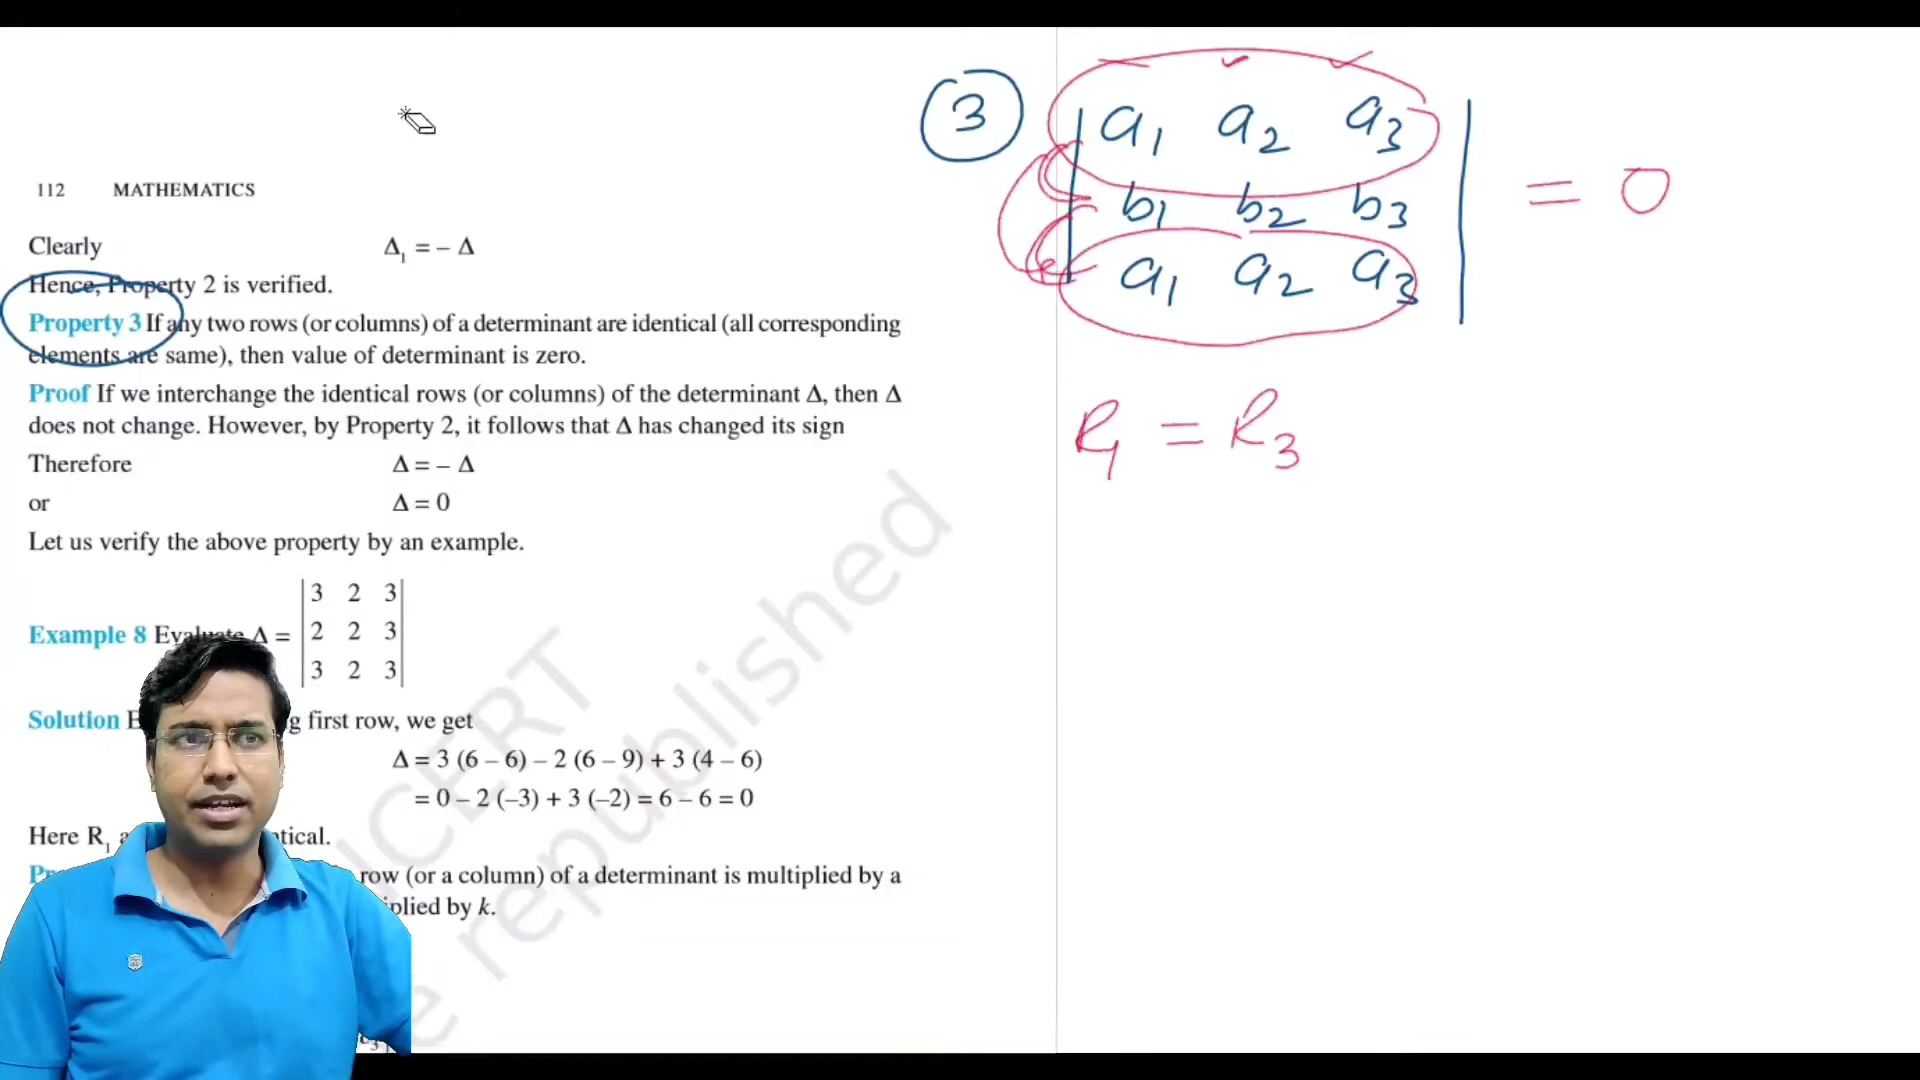 112 MATHEMATICS
Clearly Δ₁ = – Δ
Hence, Property 2 is verified.
Property 3 If any two rows (or columns) of a determinant are identical (all corresponding
elements are same), then value of determinant is zero.
Proof If we interchange the identical rows (or columns) of the determinant Δ, then Δ
does not change. However, by Property 2, it follows that Δ has changed its sign
Therefore Δ = – Δ
or Δ = 0
Let us verify the above property by an example.
3 2 3
Example 8 Evaluate Δ = 2 2 3
3 2 3
Solution first row, we get
Δ = 3 (6 – 6) – 2 (6 – 9) + 3 (4 – 6)
= 0 – 2 (–3) + 3 (–2) = 6 – 6 = 0
Here R₁
row (or a column) of a determinant is multiplied by a
by k.
republished
3
a₁ a₂ a₃
b₁ b₂ b₃ = 0
a₁ a₂ a₃
R₁ = R₃